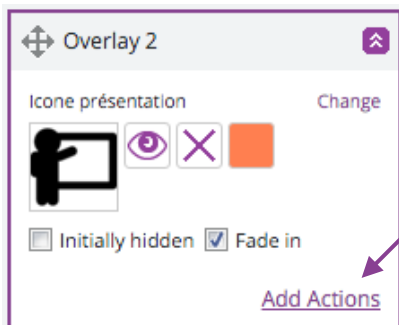 Overlay 2
Icone présentation Change
Initially hidden Fade in
Add Actions